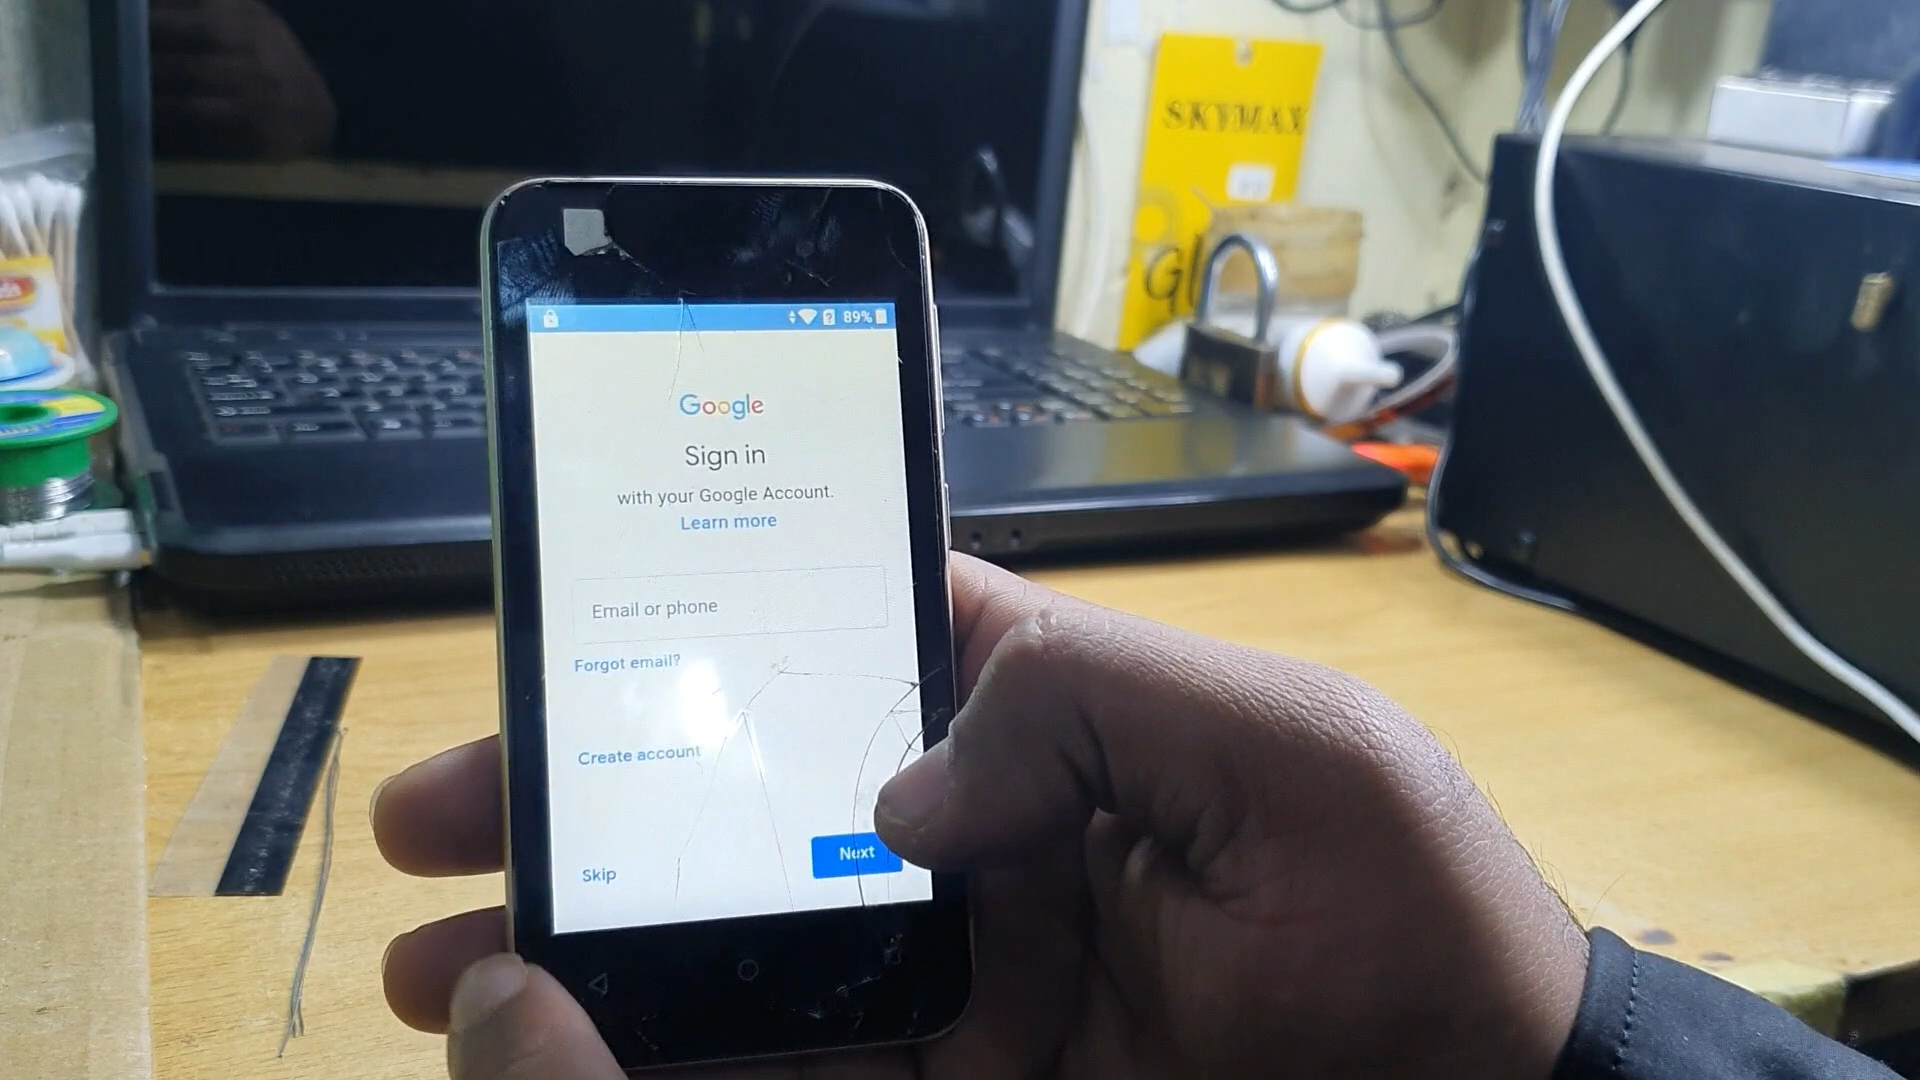 SKYMAX
89%
Google
Sign in
with your Google Account.
Learn more
Email or phone
Forgot email?
Create account
Next
Skip